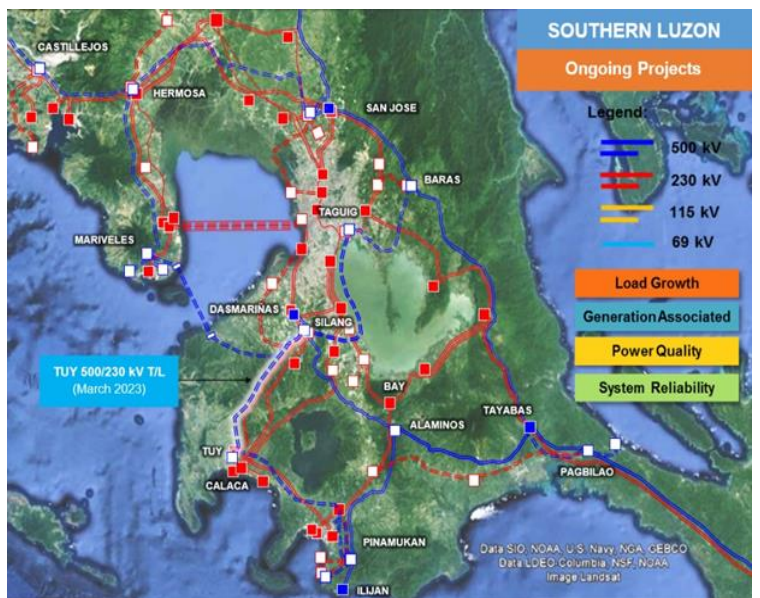 SOUTHERN LUZON
Ongoing Projects
CASTILLEJOS
HERMOSA
SAN JOSE
Legend:
500 kV
230 kV
115 kV
69 kV
BARAS
TAGUIG
MARIVELES
Load Growth
DASMARIÑAS
SILANG
Generation Associated
Power Quality
TUY 500/230 kV T/L
(March 2023)
BAY
System Reliability
TAYABAS
ALAMINOS
TUY
CALACA
PAGBILAO
PINAMUKAN
Data SIO, NOAA, U.S. Navy, NGA, GEBCO
Data LDEO-Columbia, NSF, NOAA
Image Landsat
ILIJAN